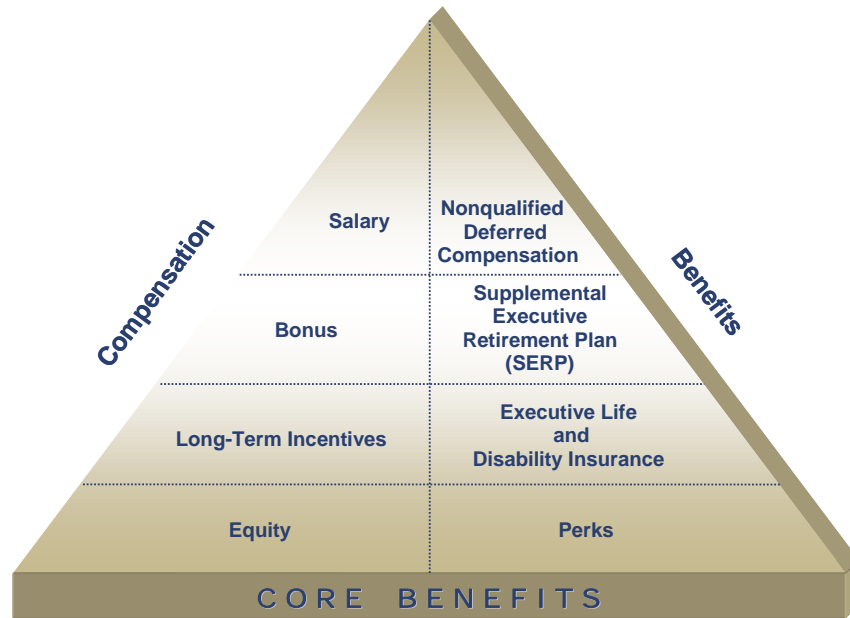 Compensation
Benefits
Salary
Nonqualified
Deferred
Compensation
Bonus
Supplemental
Executive
Retirement Plan
(SERP)
Long-Term Incentives
Executive Life
and
Disability Insurance
Equity
Perks
CORE BENEFITS